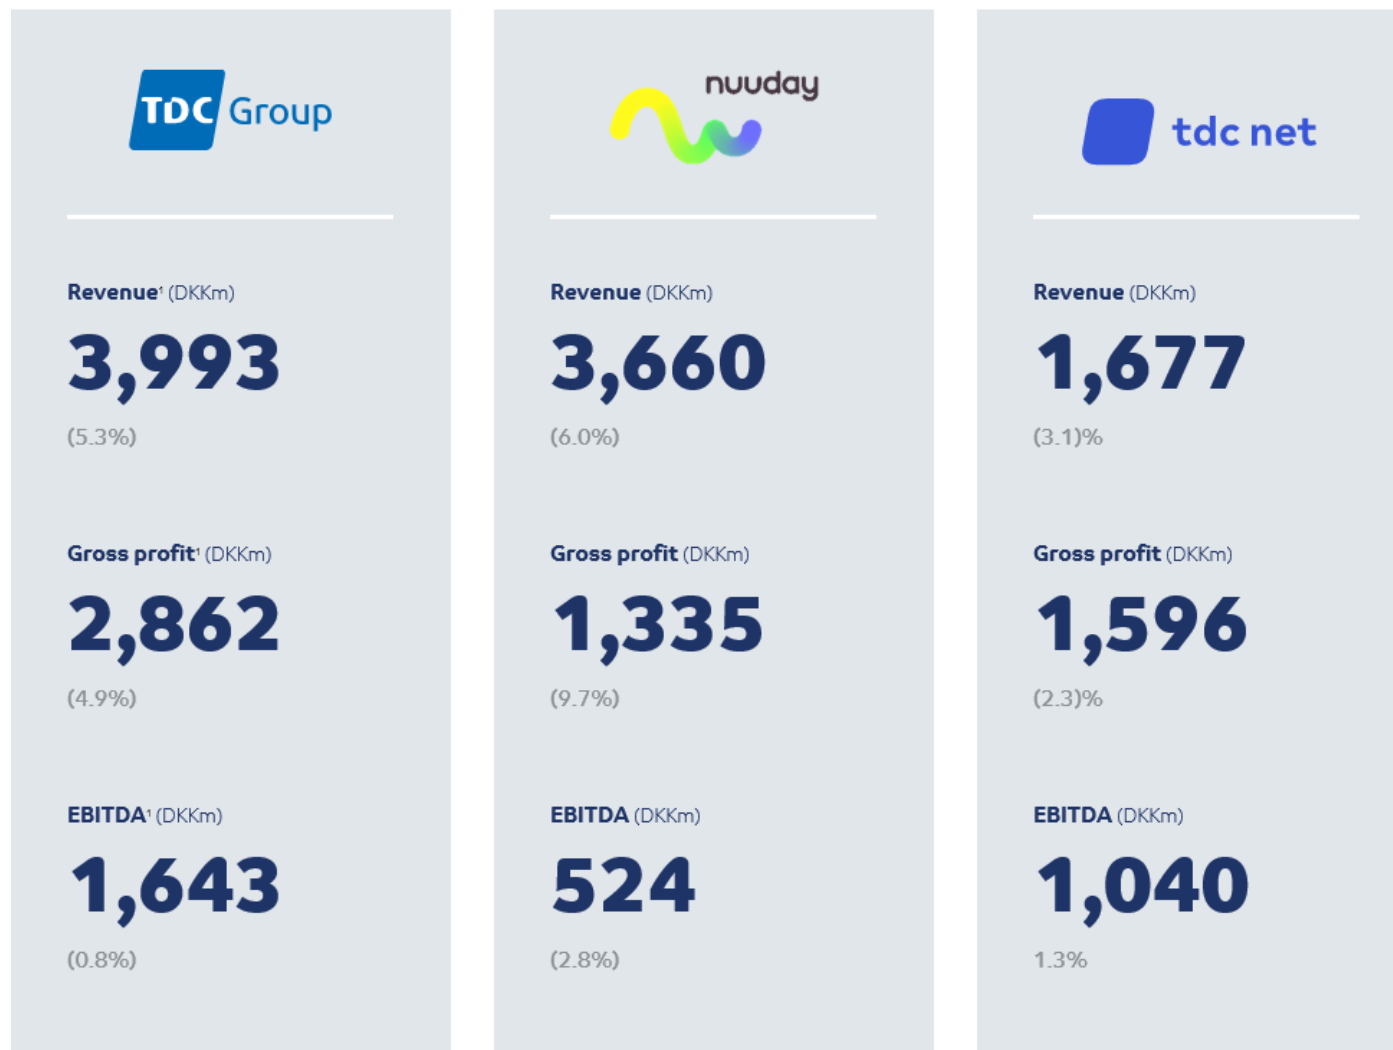 TDC Group
Revenue¹ (DKKm)
3,993
(5.3%)
Gross profit¹ (DKKm)
2,862
(4.9%)
EBITDA¹ (DKKm)
1,643
(0.8%)
nuuday
Revenue (DKKm)
3,660
(6.0%)
Gross profit (DKKm)
1,335
(9.7%)
EBITDA (DKKm)
524
(2.8%)
tdc net
Revenue (DKKm)
1,677
(3.1)%
Gross profit (DKKm)
1,596
(2.3)%
EBITDA (DKKm)
1,040
1.3%